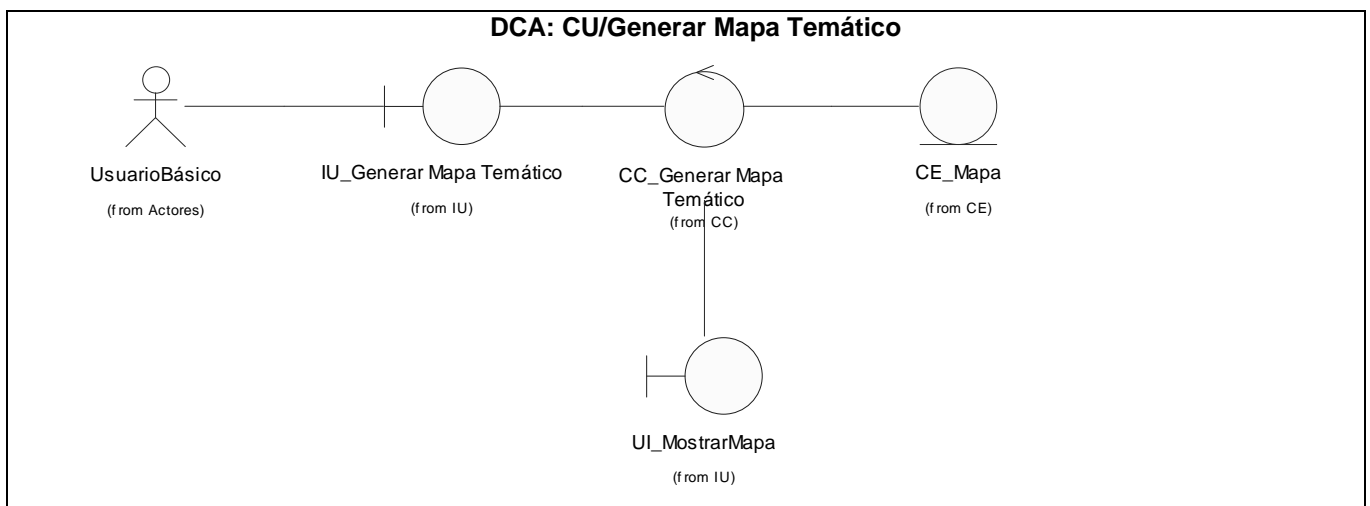 DCA: CU/Generar Mapa Temático
UsuarioBásico
(from Actores)
IU_Generar Mapa Temático
(from IU)
CC_Generar Mapa
Temático
(from CC)
CE_Mapa
(from CE)
UI_MostrarMapa
(from IU)